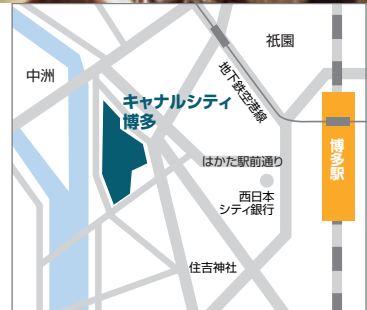 祇園
中洲
地下鉄空港線
キャナルシティ
博多
博多駅
はかた駅前通り
西日本
シティ銀行
住吉神社